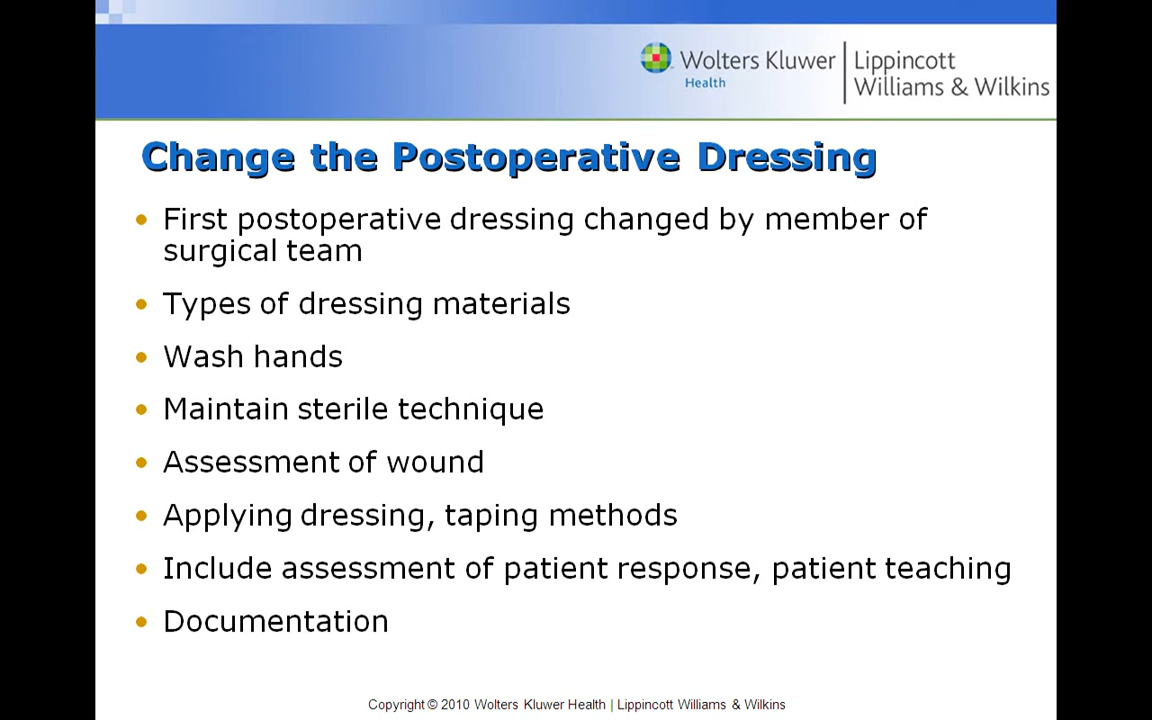 Wolters Kluwer
Health
Lippincott
Williams & Wilkins
Change the Postoperative Dressing
• First postoperative dressing changed by member of
surgical team
• Types of dressing materials
• Wash hands
• Maintain sterile technique
• Assessment of wound
• Applying dressing, taping methods
• Include assessment of patient response, patient teaching
• Documentation
Copyright © 2010 Wolters Kluwer Health | Lippincott Williams & Wilkins